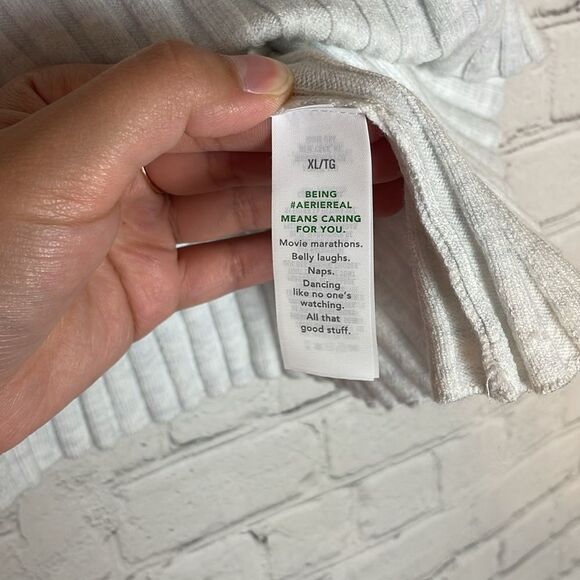 XL/TG
BEING
#AERIEREAL
MEANS CARING
FOR YOU.
Movie marathons.
Belly laughs.
Naps.
Dancing
like no one's
watching.
All that
good stuff.